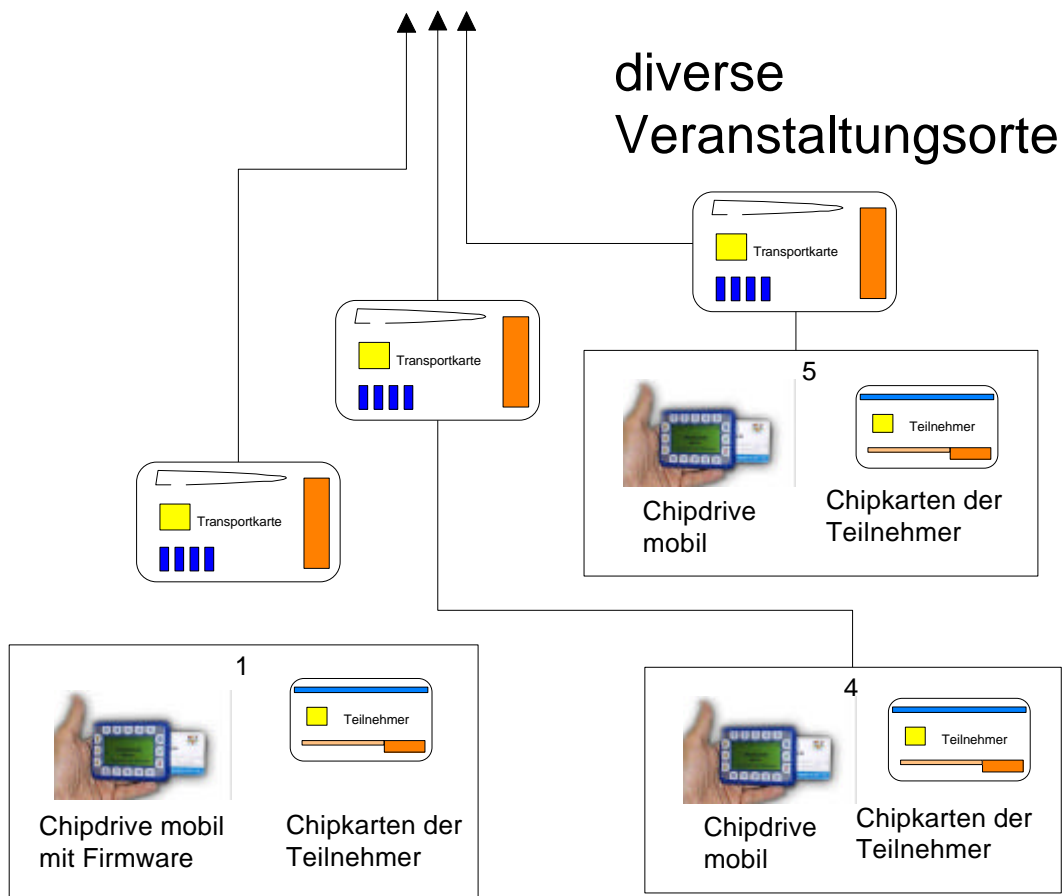 diverse
Veranstaltungsorte
Transportkarte
Transportkarte
Transportkarte
5
Teilnehmer
Chipdrive
mobil
Chipkarten der
Teilnehmer
1
Teilnehmer
Chipdrive mobil
mit Firmware
Chipkarten der
Teilnehmer
4
Teilnehmer
Chipdrive
mobil
Chipkarten der
Teilnehmer